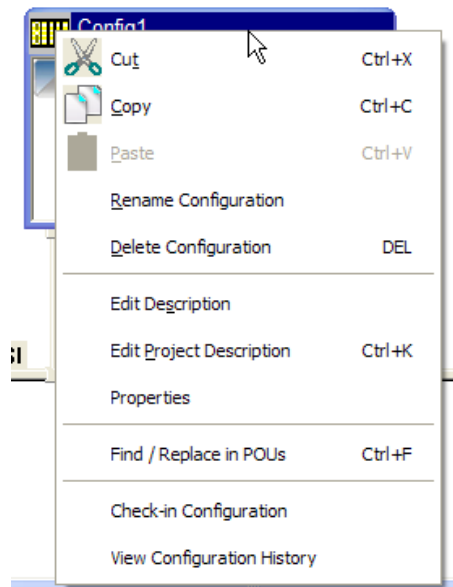 Config1
Cut Ctrl+X
Copy Ctrl+C
Paste Ctrl+V
Rename Configuration
Delete Configuration DEL
Edit Description
SI
Edit Project Description Ctrl+K
Properties
Find / Replace in POUs Ctrl+F
Check-in Configuration
View Configuration History